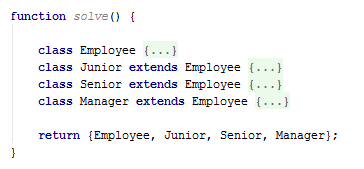 function solve() {
class Employee {...}
class Junior extends Employee {...}
class Senior extends Employee {...}
class Manager extends Employee {...}
return {Employee, Junior, Senior, Manager};
}